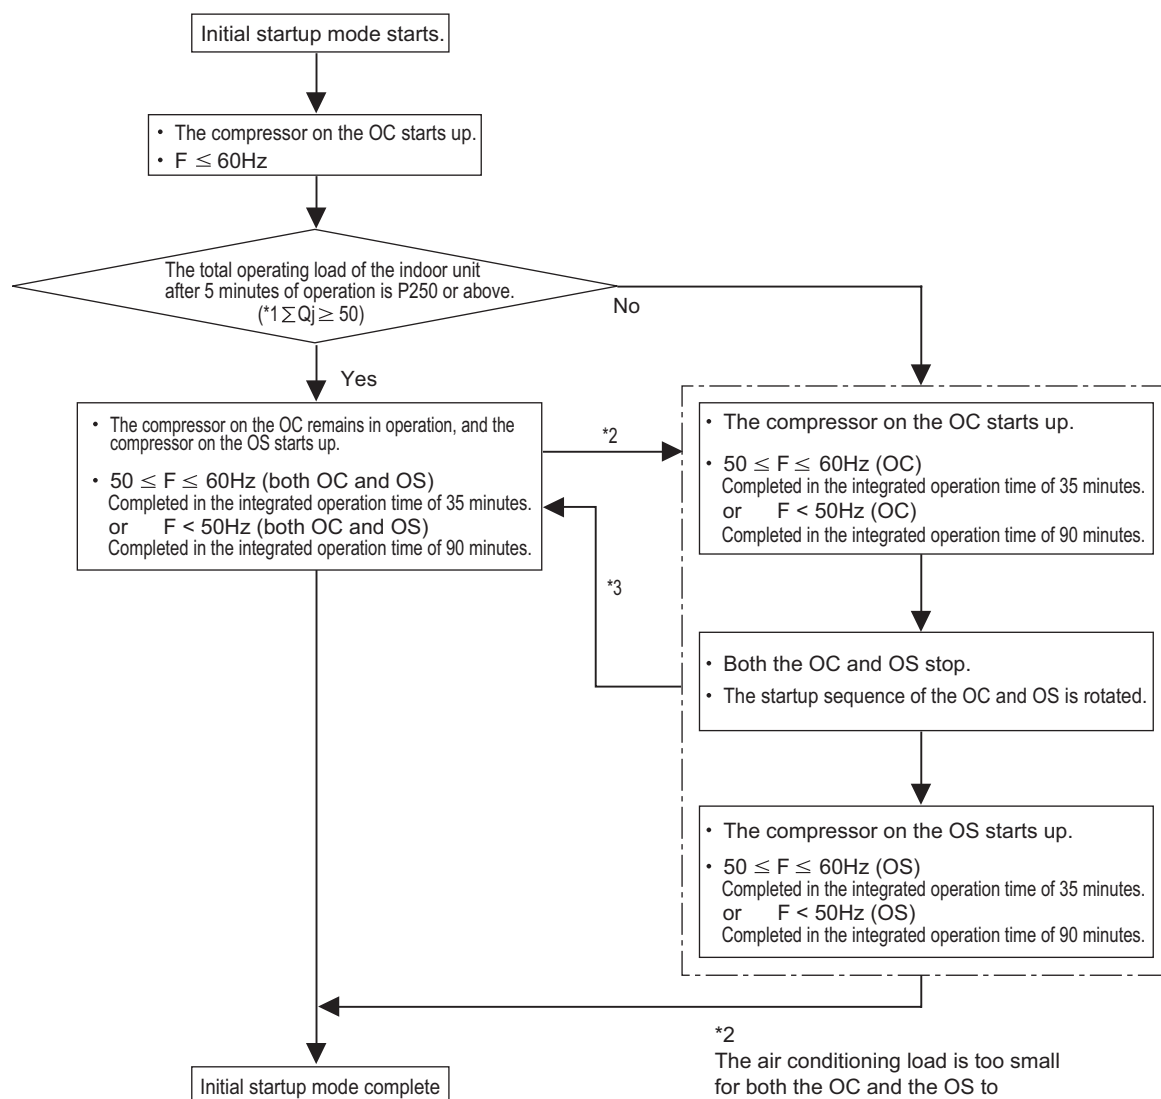 Initial startup mode starts.
• The compressor on the OC starts up.
• F ≤ 60Hz
The total operating load of the indoor unit
after 5 minutes of operation is P250 or above.
(*1 ∑Qj ≥ 50)
No
Yes
• The compressor on the OC remains in operation, and the
compressor on the OS starts up.
• 50 ≤ F ≤ 60Hz (both OC and OS)
Completed in the integrated operation time of 35 minutes.
or F < 50Hz (both OC and OS)
Completed in the integrated operation time of 90 minutes.
*2
*3
• The compressor on the OC starts up.
• 50 ≤ F ≤ 60Hz (OC)
Completed in the integrated operation time of 35 minutes.
or F < 50Hz (OC)
Completed in the integrated operation time of 90 minutes.
• Both the OC and OS stop.
• The startup sequence of the OC and OS is rotated.
• The compressor on the OS starts up.
• 50 ≤ F ≤ 60Hz (OS)
Completed in the integrated operation time of 35 minutes.
or F < 50Hz (OS)
Completed in the integrated operation time of 90 minutes.
Initial startup mode complete
*2
The air conditioning load is too small
for both the OC and the OS to